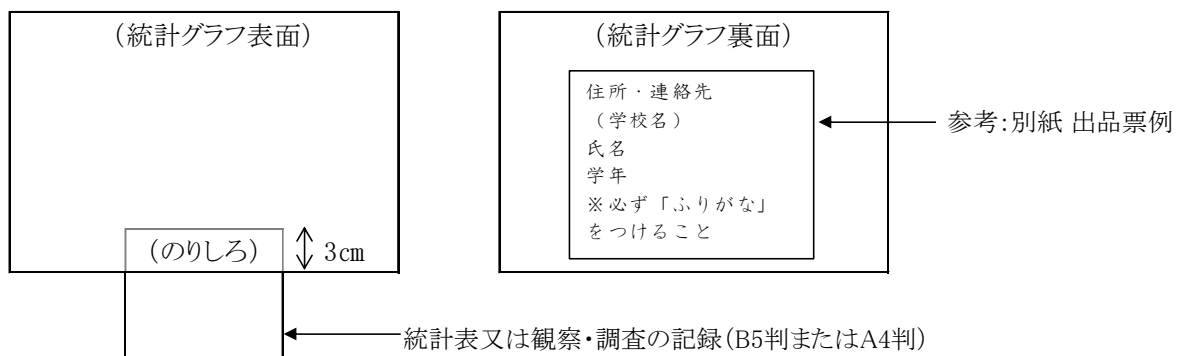 (統計グラフ表面)
(のりしろ)
3cm
統計表又は観察・調査の記録(B5判またはA4判)
(統計グラフ裏面)
住所・連絡先
(学校名)
氏名
学年
※必ず「ふりがな」
をつけること
参考:別紙 出品票例